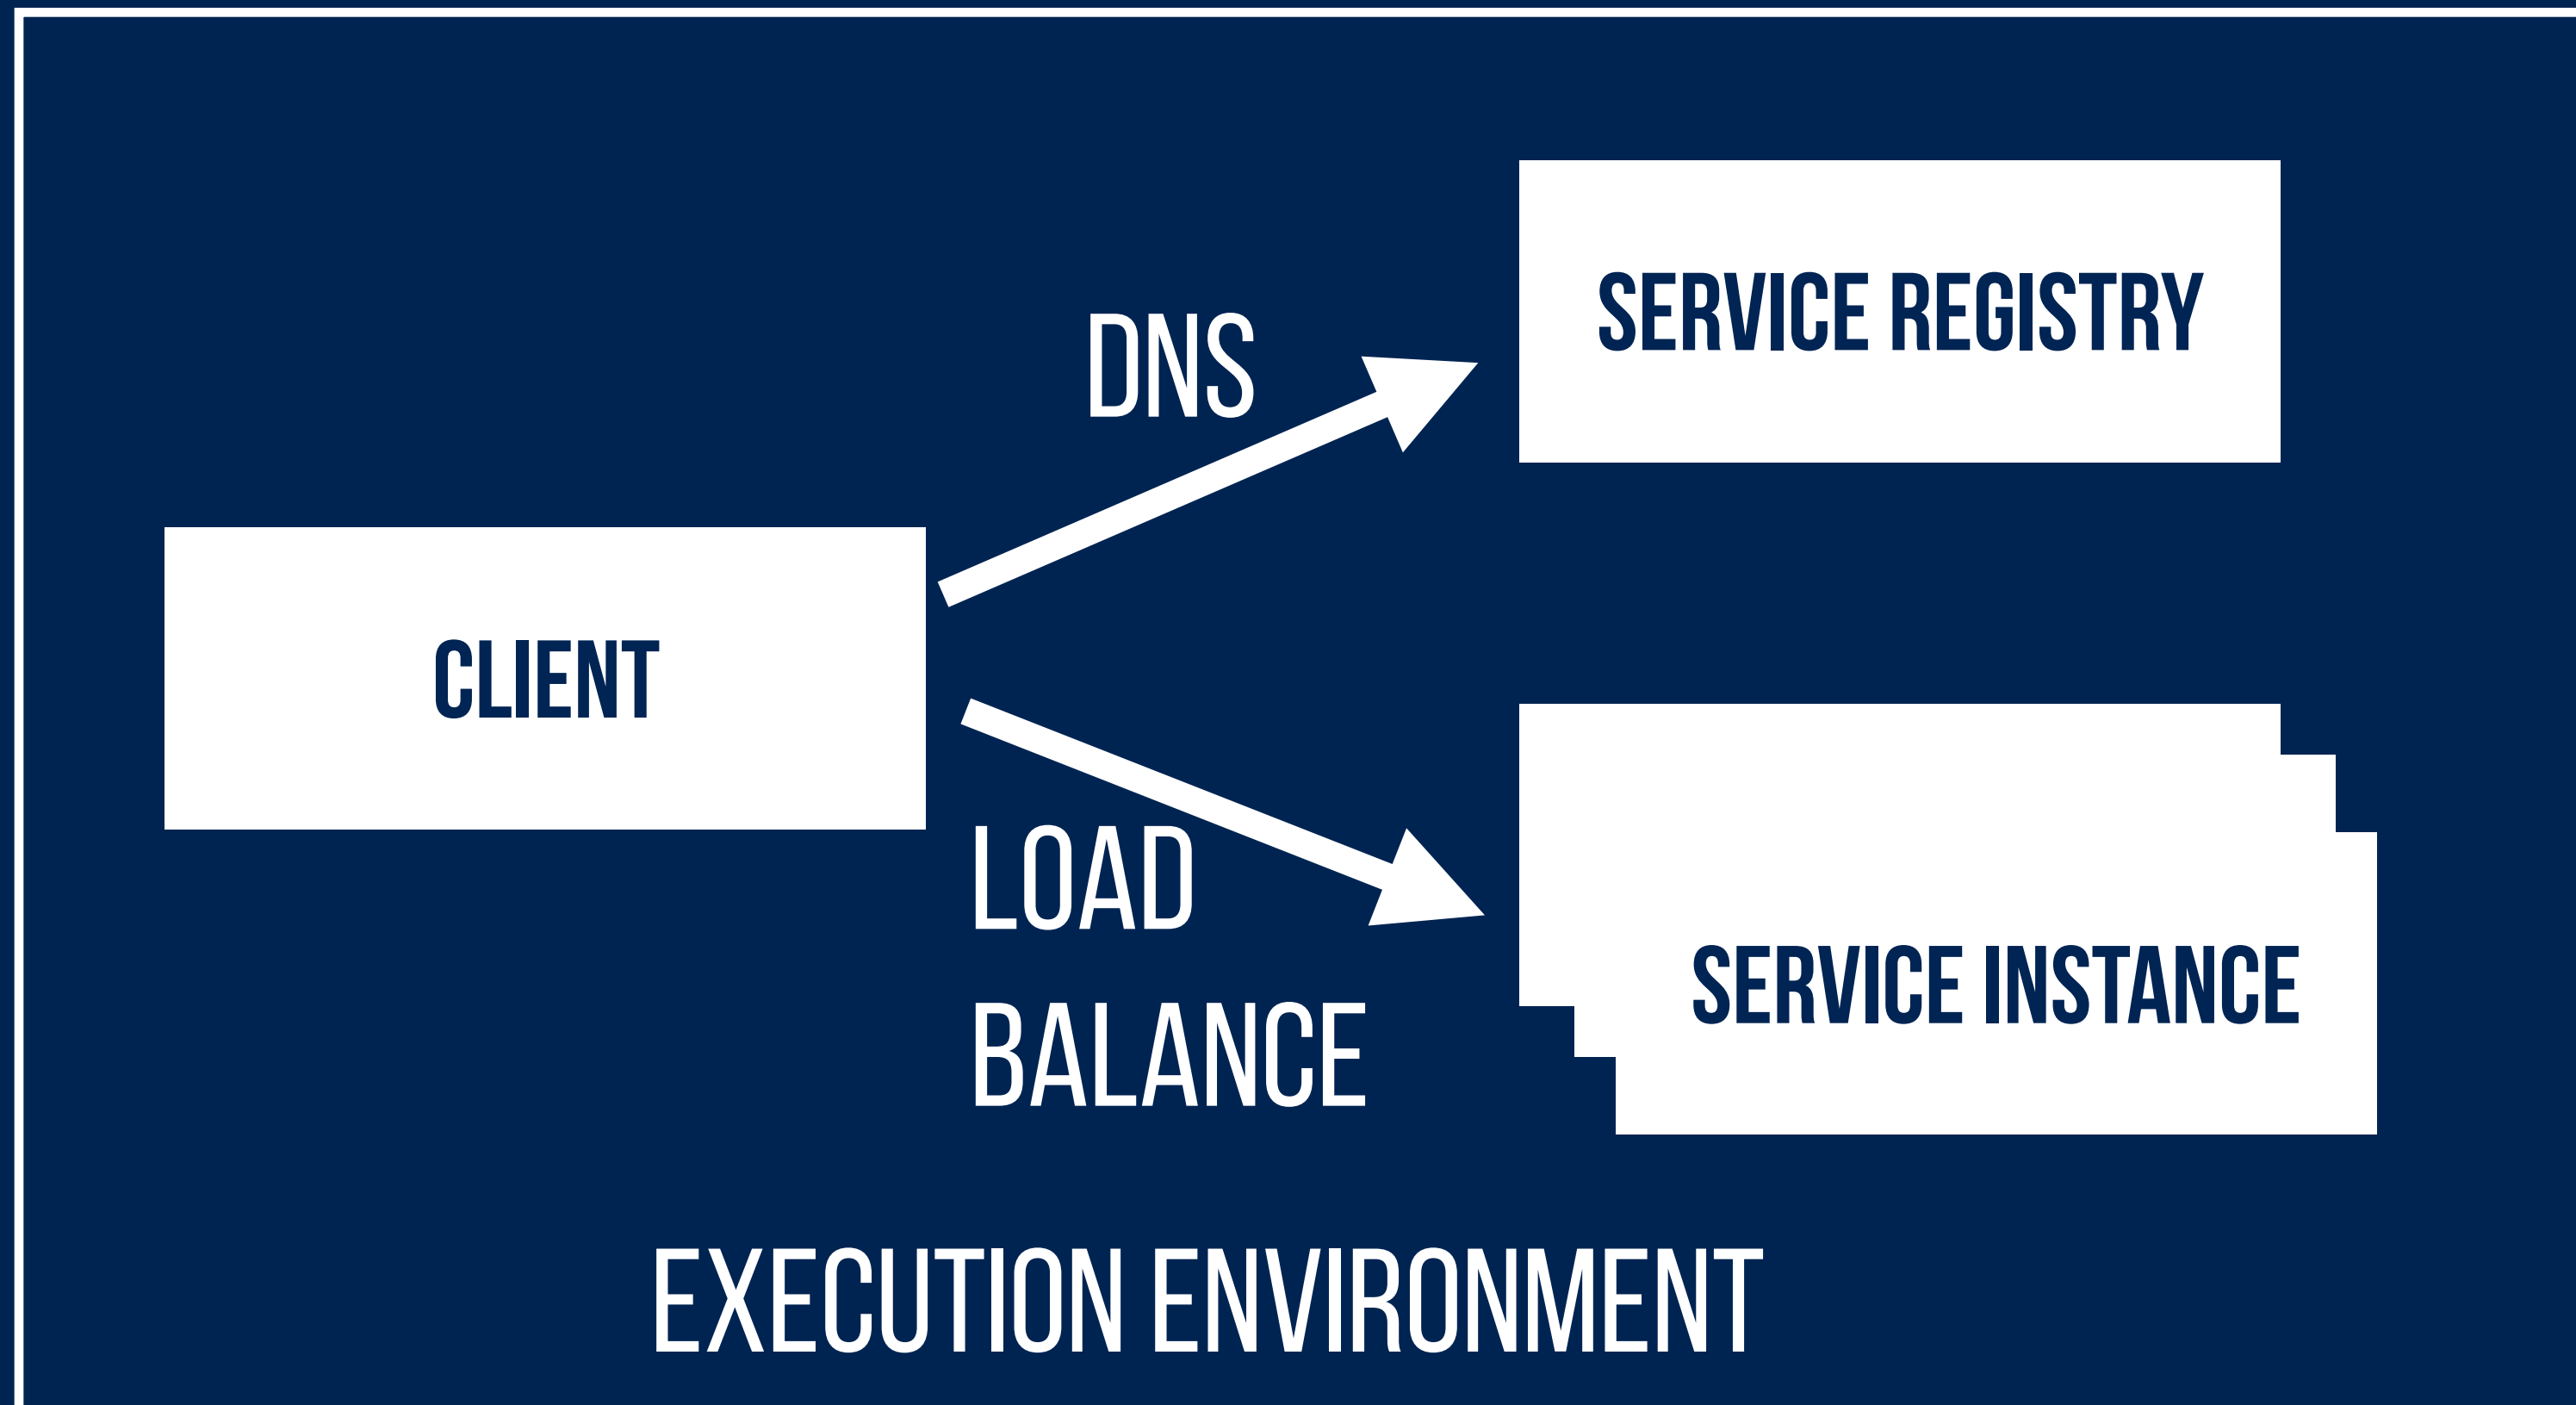 DNS
SERVICE REGISTRY
CLIENT
LOAD
BALANCE
SERVICE INSTANCE
EXECUTION ENVIRONMENT